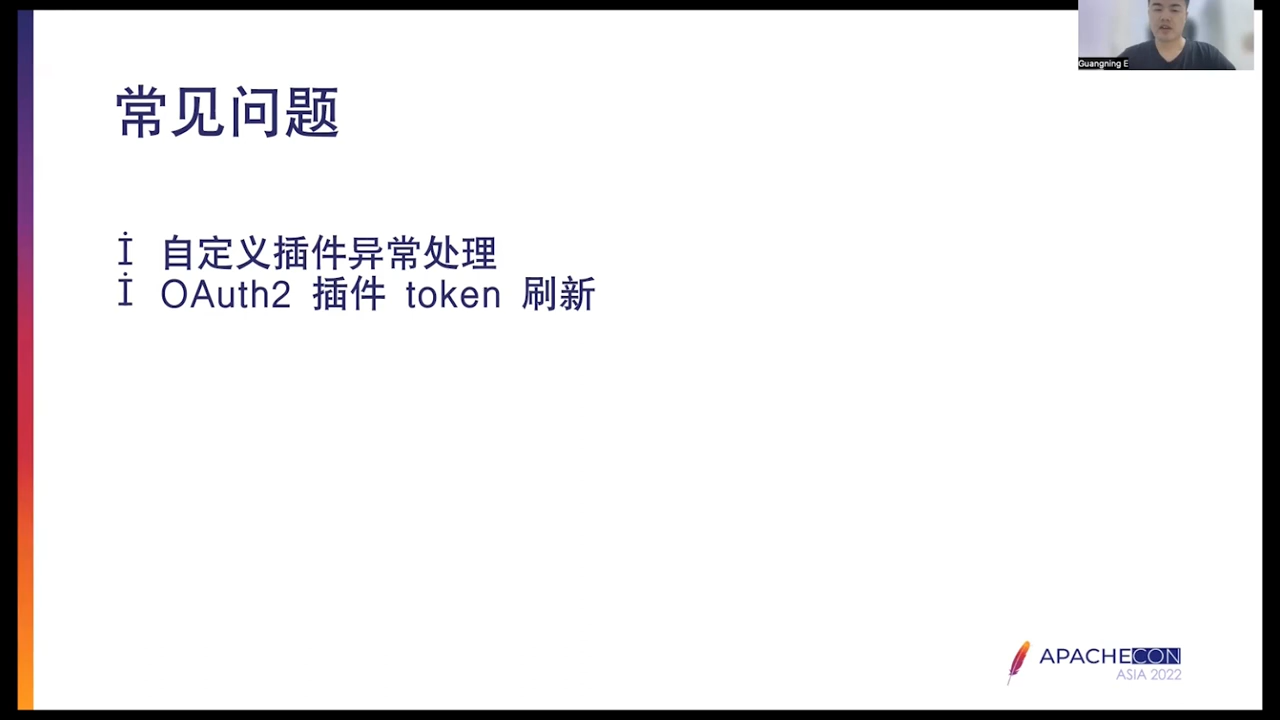 Guangning E
常见问题
İ 自定义插件异常处理
İ OAuth2 插件 token 刷新
APACHECON
ASIA 2022